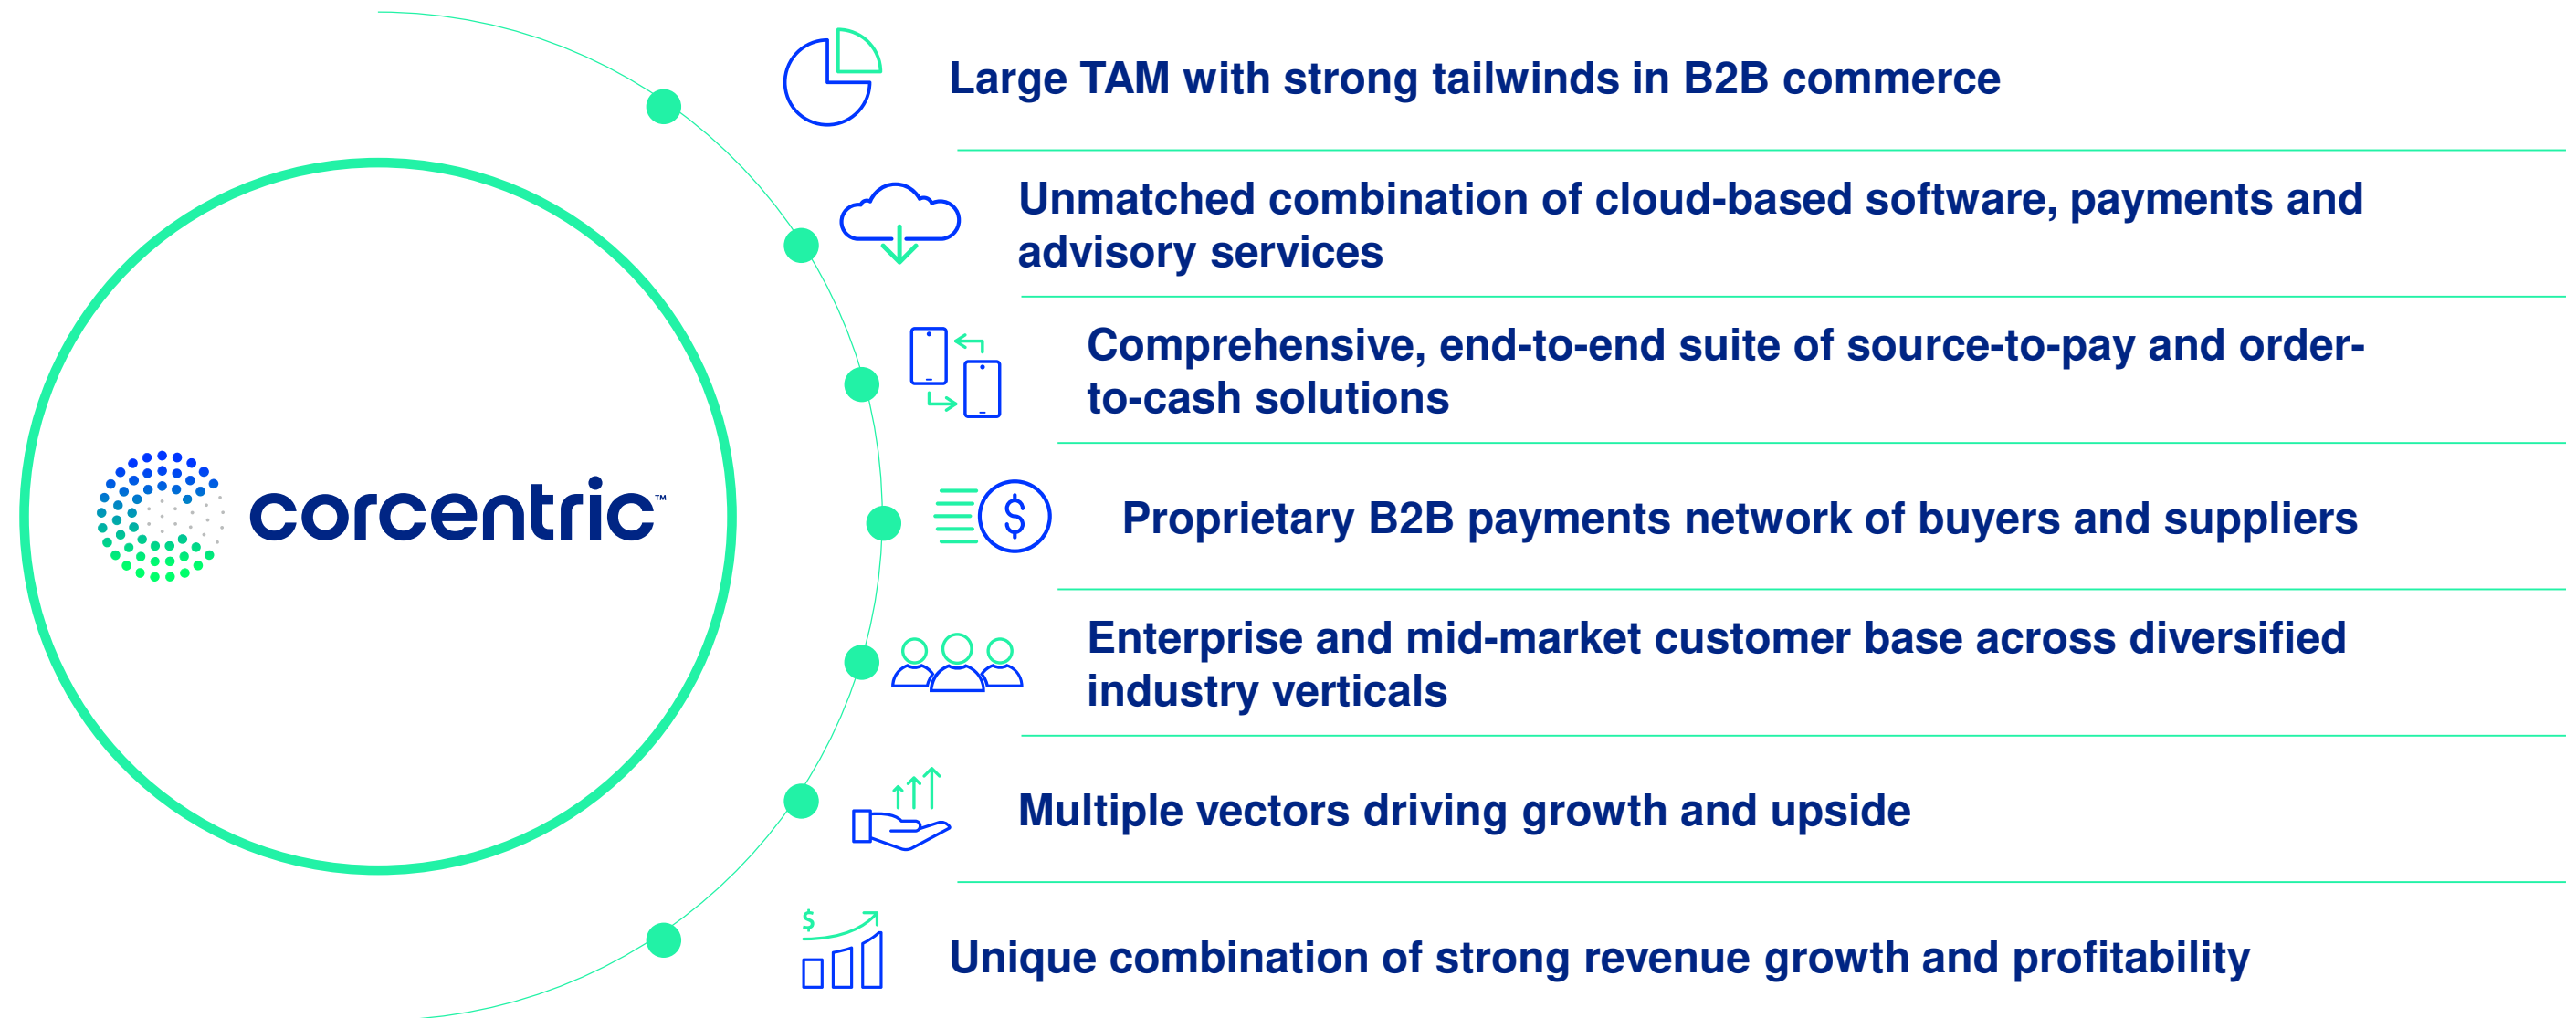 corcentric™
Large TAM with strong tailwinds in B2B commerce
Unmatched combination of cloud-based software, payments and
advisory services
Comprehensive, end-to-end suite of source-to-pay and order-
to-cash solutions
$
Proprietary B2B payments network of buyers and suppliers
Enterprise and mid-market customer base across diversified
industry verticals
Multiple vectors driving growth and upside
$
Unique combination of strong revenue growth and profitability